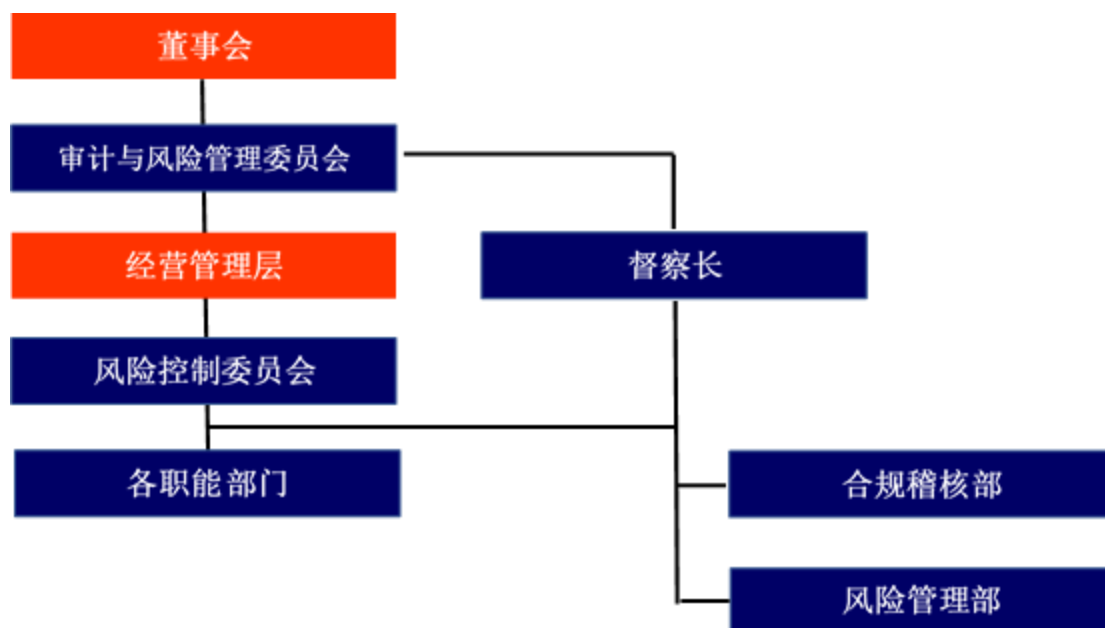 董事会
审计与风险管理委员会
经营管理层
督察长
风险控制委员会
各职能部门
合规稽核部
风险管理部